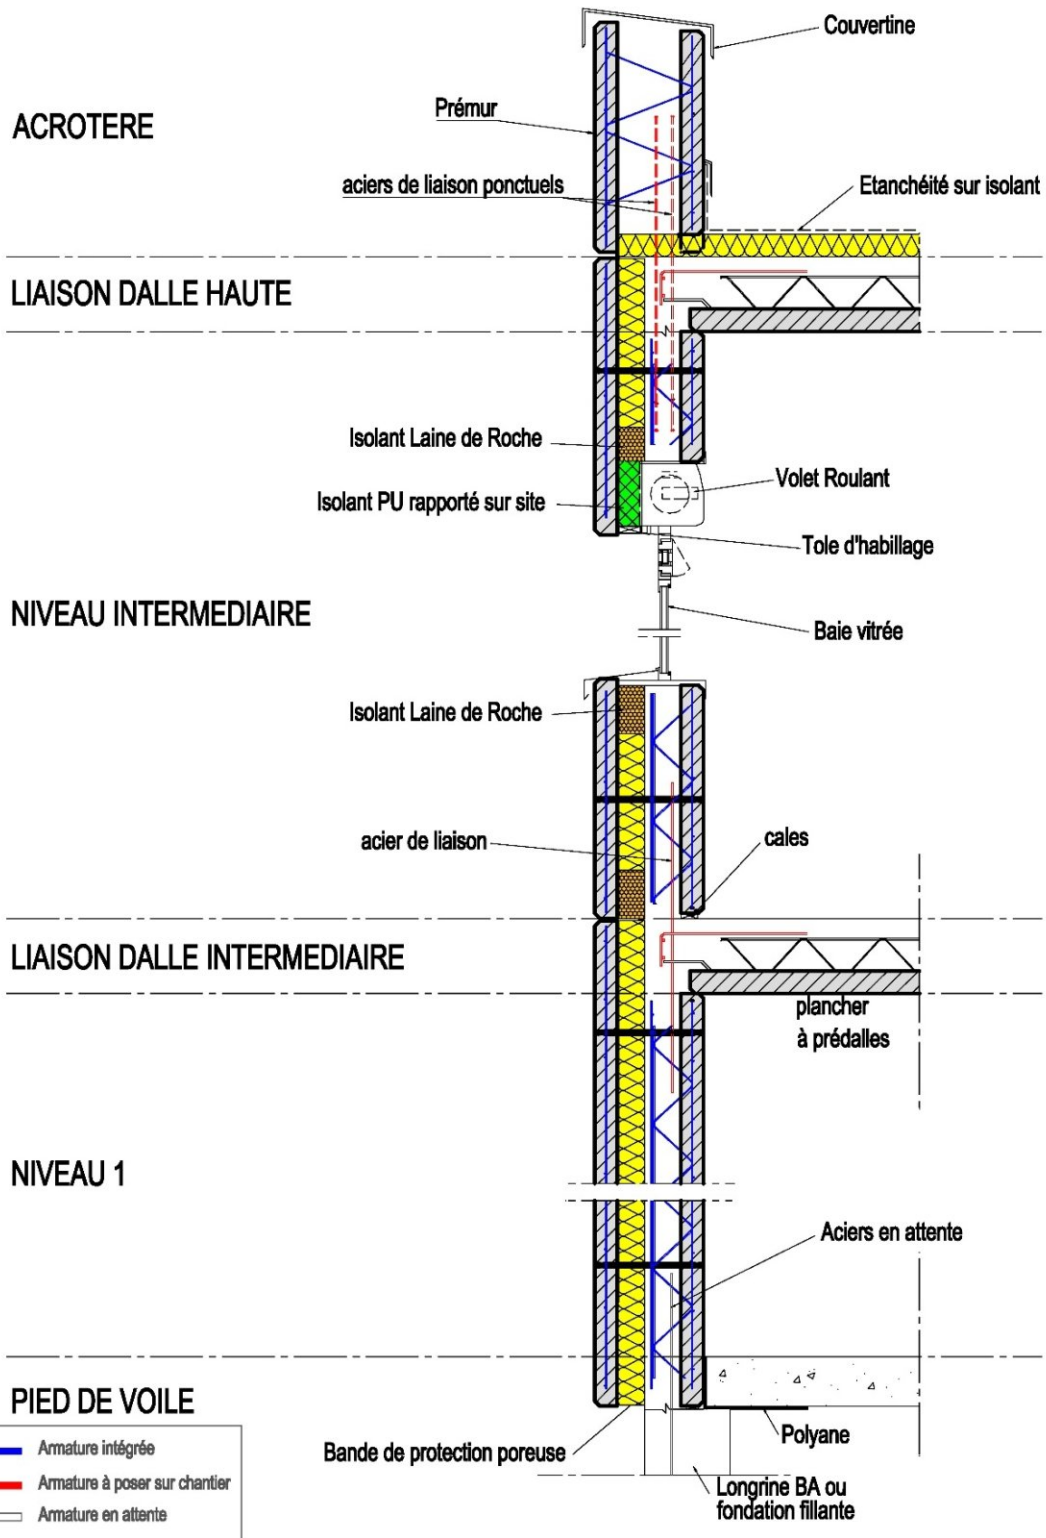 Couvertine
ACROTERE
Prémur
aciers de liaison ponctuels
Etanchéité sur isolant
LIAISON DALLE HAUTE
Isolant Laine de Roche
Isolant PU rapporté sur site
Volet Roulant
Tole d'habillage
NIVEAU INTERMEDIAIRE
Baie vitrée
Isolant Laine de Roche
acier de liaison
cales
LIAISON DALLE INTERMEDIAIRE
plancher
à prédalles
NIVEAU 1
Aciers en attente
PIED DE VOILE
Armature intégrée
Armature à poser sur chantier
Armature en attente
Bande de protection poreuse
Polyane
Longrine BA ou
fondation fillante